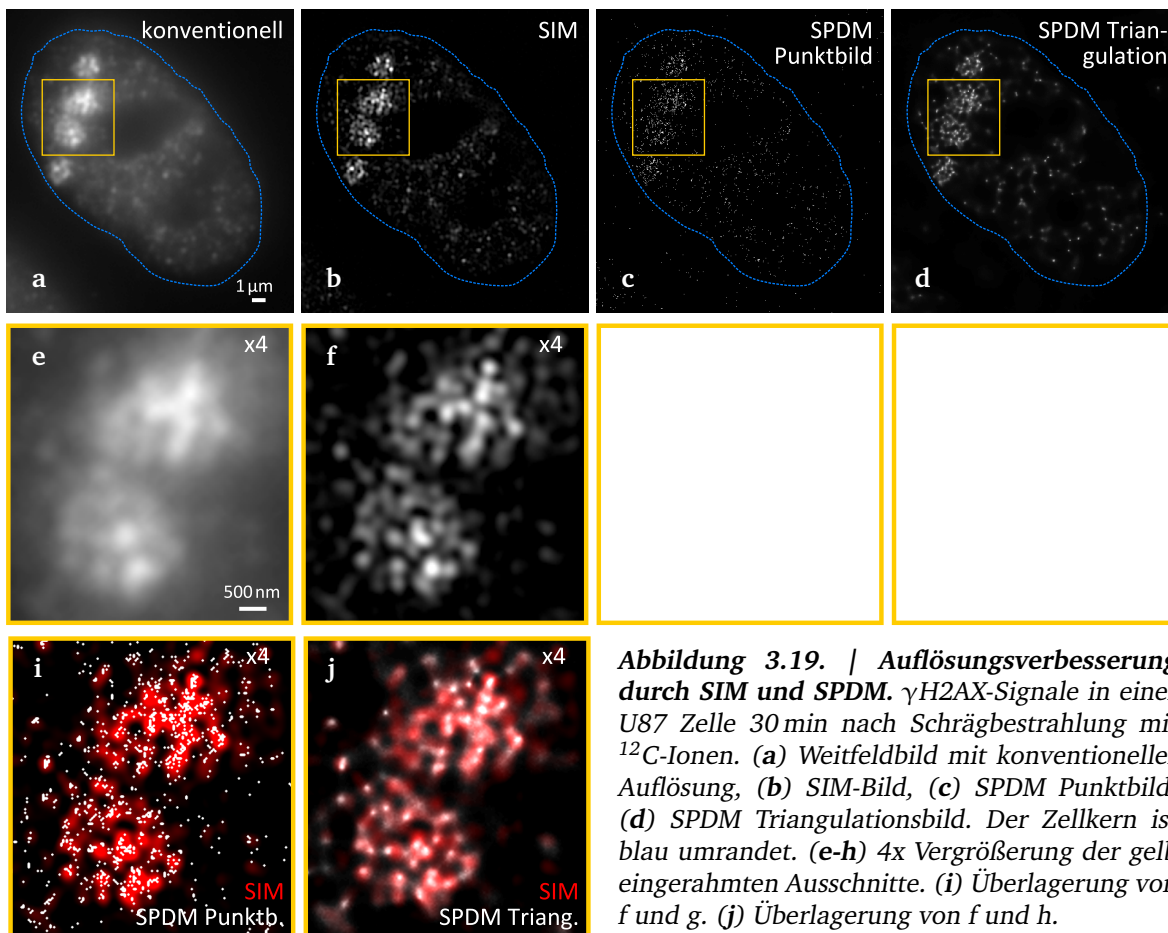 konventionell
a
1 µm
SIM
b
SPDM
Punktbild
c
SPDM Trian-
gulation
d
e
x4
500 nm
f
x4
i
x4
SIM
SPDM Punktb.
j
x4
SIM
SPDM Triang.
Abbildung 3.19. | Auflösungsverbesserung
durch SIM und SPDM. γH2AX-Signale in eine
U87 Zelle 30 min nach Schrägbestrahlung mi
¹²C-Ionen. (a) Weitfeldbild mit konventionelle
Auflösung, (b) SIM-Bild, (c) SPDM Punktbild
(d) SPDM Triangulationsbild. Der Zellkern is
blau umrandet. (e-h) 4x Vergrößerung der gel
eingerahmten Ausschnitte. (i) Überlagerung vo
f und g. (j) Überlagerung von f und h.